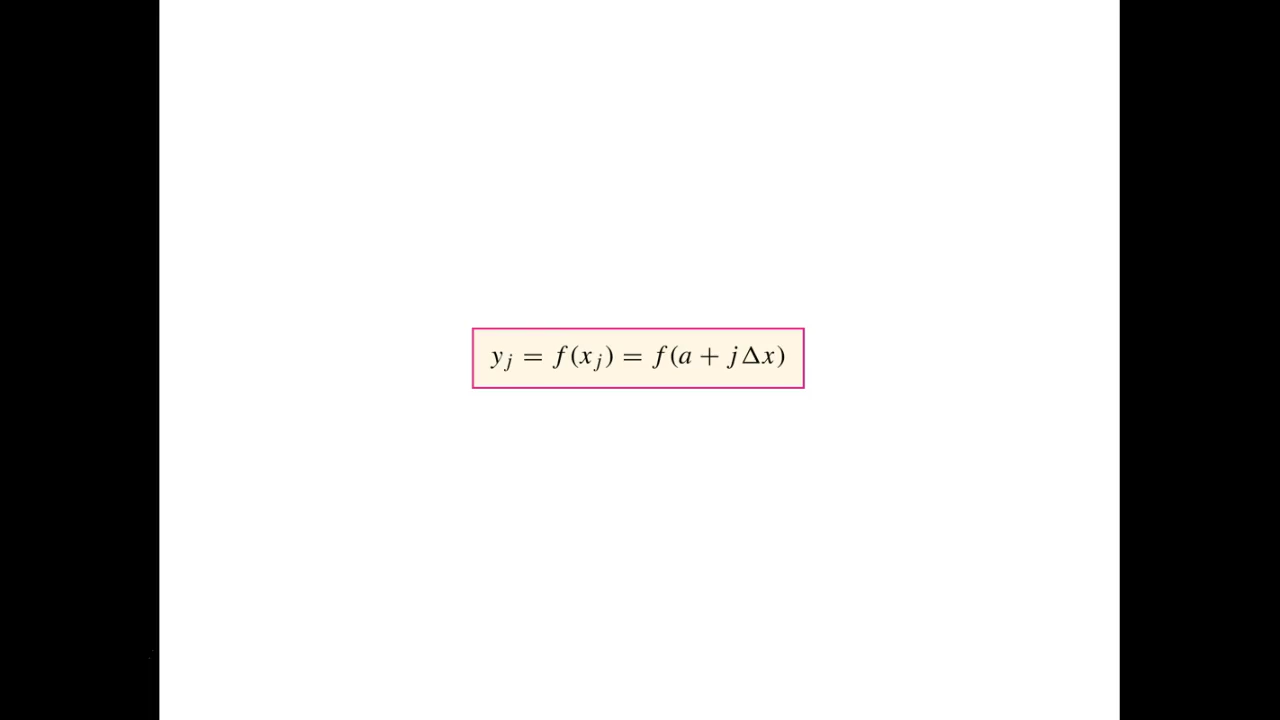 y_j = f(x_j) = f(a + jΔx)